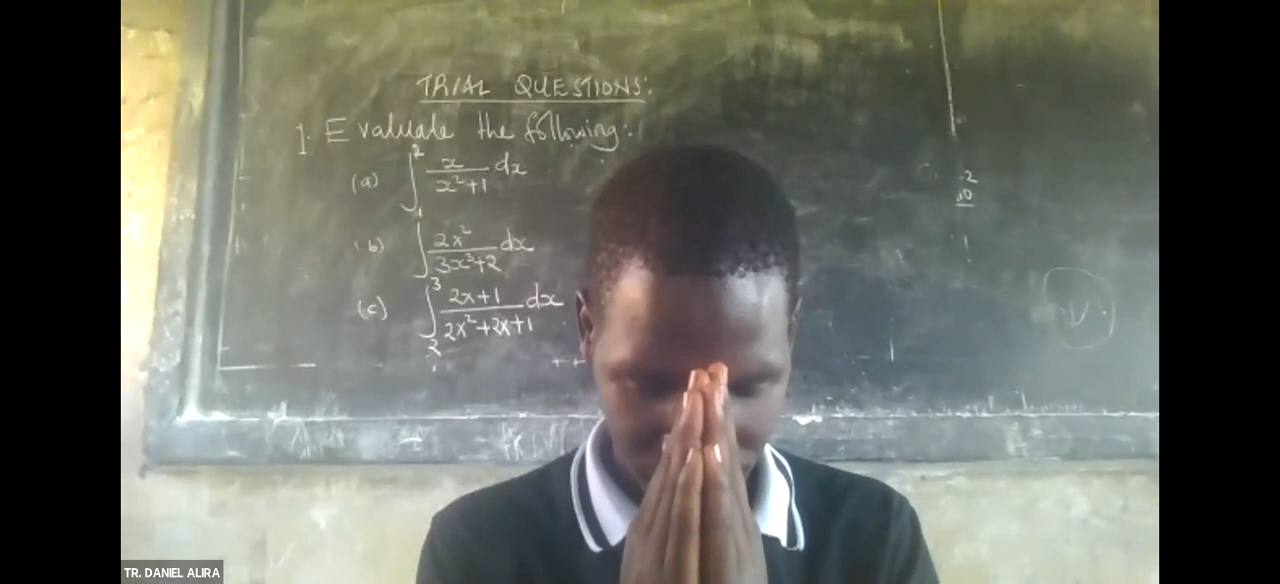 TRIAL QUESTIONS:
1. Evaluate the following:
(a) ∫₁² x/(x²+1) dx
(b) ∫ 2x²/(3x³+2) dx
(c) ∫₂³ (2x+1)/(2x²+2x+1) dx
TR. DANIEL ALIRA